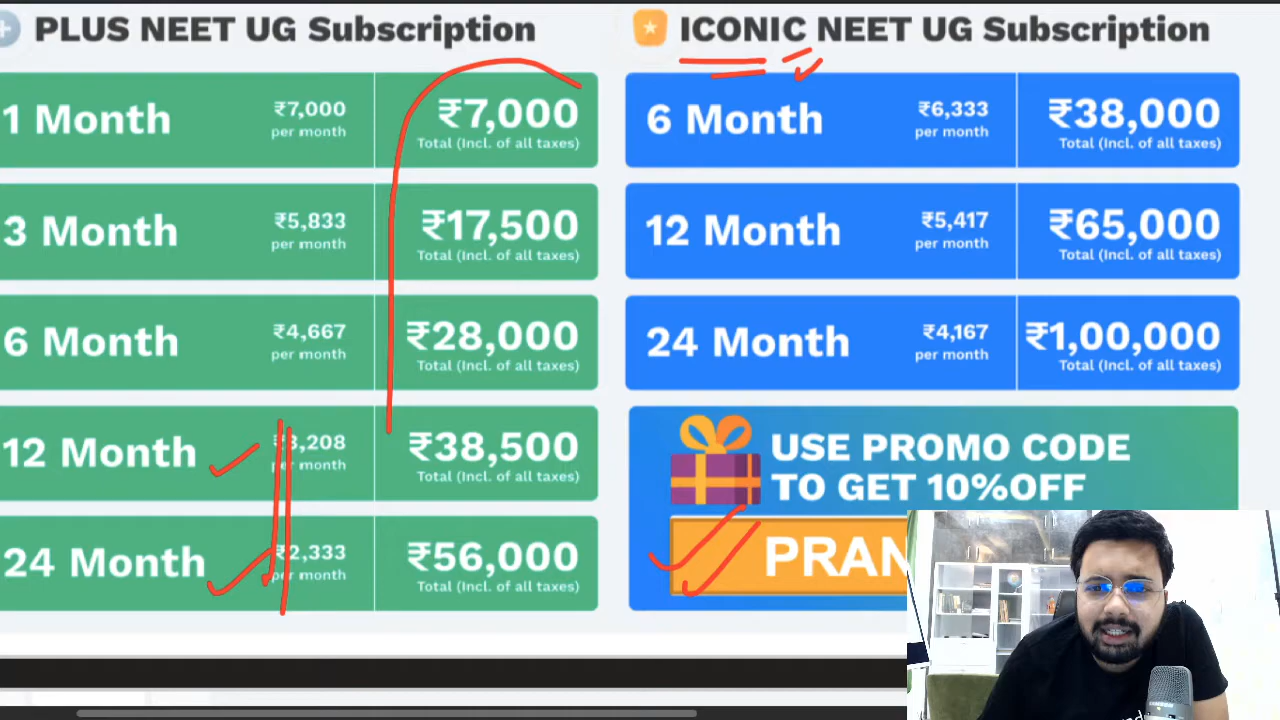 PLUS NEET UG Subscription
1 Month ₹7,000 per month ₹7,000 Total (Incl. of all taxes)
3 Month ₹5,833 per month ₹17,500 Total (Incl. of all taxes)
6 Month ₹4,667 per month ₹28,000 Total (Incl. of all taxes)
12 Month ₹3,208 per month ₹38,500 Total (Incl. of all taxes)
24 Month ₹2,333 per month ₹56,000 Total (Incl. of all taxes)
ICONIC NEET UG Subscription
6 Month ₹6,333 per month ₹38,000 Total (Incl. of all taxes)
12 Month ₹5,417 per month ₹65,000 Total (Incl. of all taxes)
24 Month ₹4,167 per month ₹1,00,000 Total (Incl. of all taxes)
USE PROMO CODE
TO GET 10%OFF
PRAN